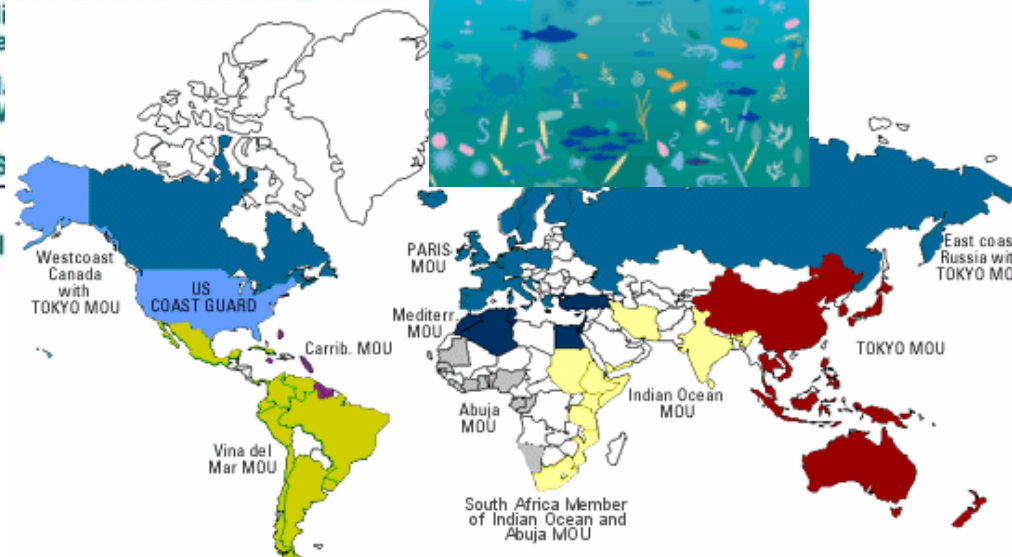 PARIS
MOU
Westcoast
Canada
with
TOKYO MOU
US
COAST GUARD
Mediterr.
MOU
Carrib. MOU
East coas
Russia wit
TOKYO MO
TOKYO MOU
Indian Ocean
MOU
Abuja
MOU
Vina del
Mar MOU
South Africa Member
of Indian Ocean and
Abuja MOU